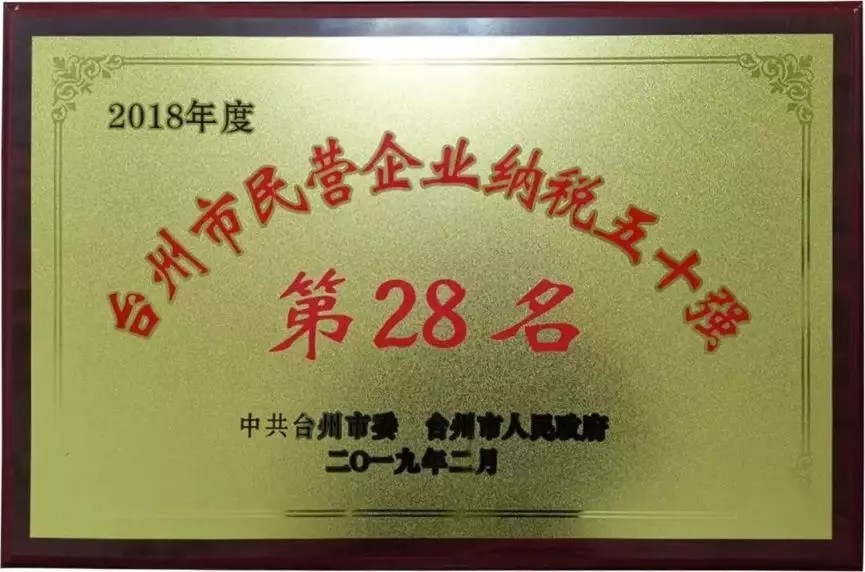 2018年度
台州市民营企业纳税五十强
第28名
中共台州市委 台州市人民政府
二〇一九年二月